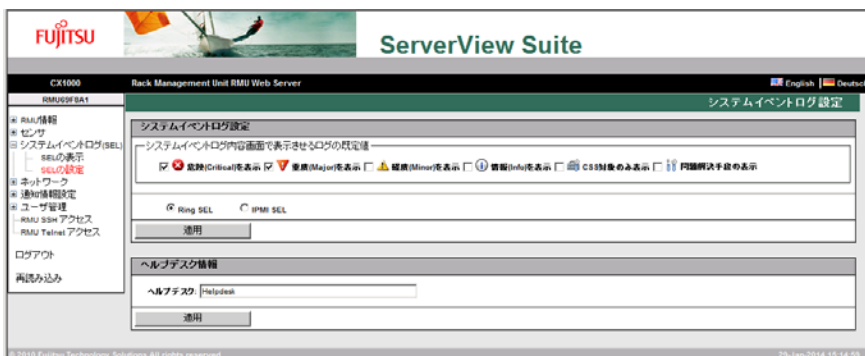 FUJITSU
ServerView Suite
CX1000
Rack Management Unit RMU Web Server
English
Deutsch
RMU69F8A1
システムイベントログ設定
RMU情報
センサ
システムイベントログ(SEL)
SELの表示
SELの設定
ネットワーク
通知情報設定
ユーザ管理
RMU SSH アクセス
RMU Telnet アクセス
ログアウト
再読み込み
システムイベントログ設定
システムイベントログ内容画面で表示させるログの既定値
危険(Critical)を表示 重度(Major)を表示 軽度(Minor)を表示 情報(Info)を表示 CSS対象のみ表示 問題解決手段の表示
Ring SEL IPMI SEL
適用
ヘルプデスク情報
ヘルプデスク: Helpdesk
適用
© 2010 Fujitsu Technology Solutions All rights reserved